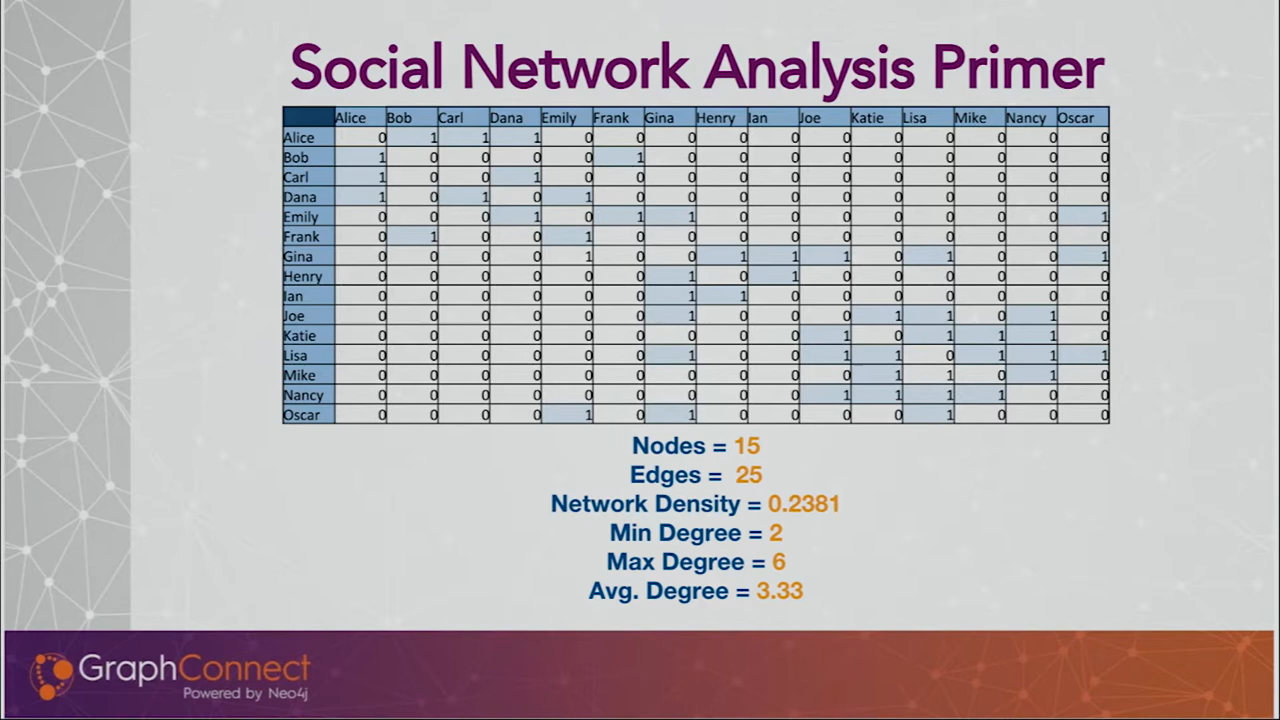 Social Network Analysis Primer
Alice Bob Carl Dana Emily Frank Gina Henry Ian Joe Katie Lisa Mike Nancy Oscar
Alice 0 1 1 1 0 0 0 0 0 0 0 0 0 0 0
Bob 1 0 0 0 0 1 0 0 0 0 0 0 0 0 0
Carl 1 0 0 1 0 0 0 0 0 0 0 0 0 0 0
Dana 1 0 1 0 1 0 0 0 0 0 0 0 0 0 0
Emily 0 0 0 1 0 1 1 0 0 0 0 0 0 0 1
Frank 0 1 0 0 1 0 0 0 0 0 0 0 0 0 0
Gina 0 0 0 0 1 0 0 1 1 1 0 1 0 0 1
Henry 0 0 0 0 0 0 1 0 1 0 0 0 0 0 0
Ian 0 0 0 0 0 0 1 1 0 0 0 0 0 0 0
Joe 0 0 0 0 0 0 1 0 0 0 1 1 0 1 0
Katie 0 0 0 0 0 0 0 0 0 1 0 1 1 1 0
Lisa 0 0 0 0 0 0 1 0 0 1 1 0 1 1 1
Mike 0 0 0 0 0 0 0 0 0 0 1 1 0 1 0
Nancy 0 0 0 0 0 0 0 0 0 1 1 1 1 0 0
Oscar 0 0 0 0 1 0 1 0 0 0 0 1 0 0 0
Nodes = 15
Edges = 25
Network Density = 0.2381
Min Degree = 2
Max Degree = 6
Avg. Degree = 3.33
GraphConnect
Powered by Neo4j